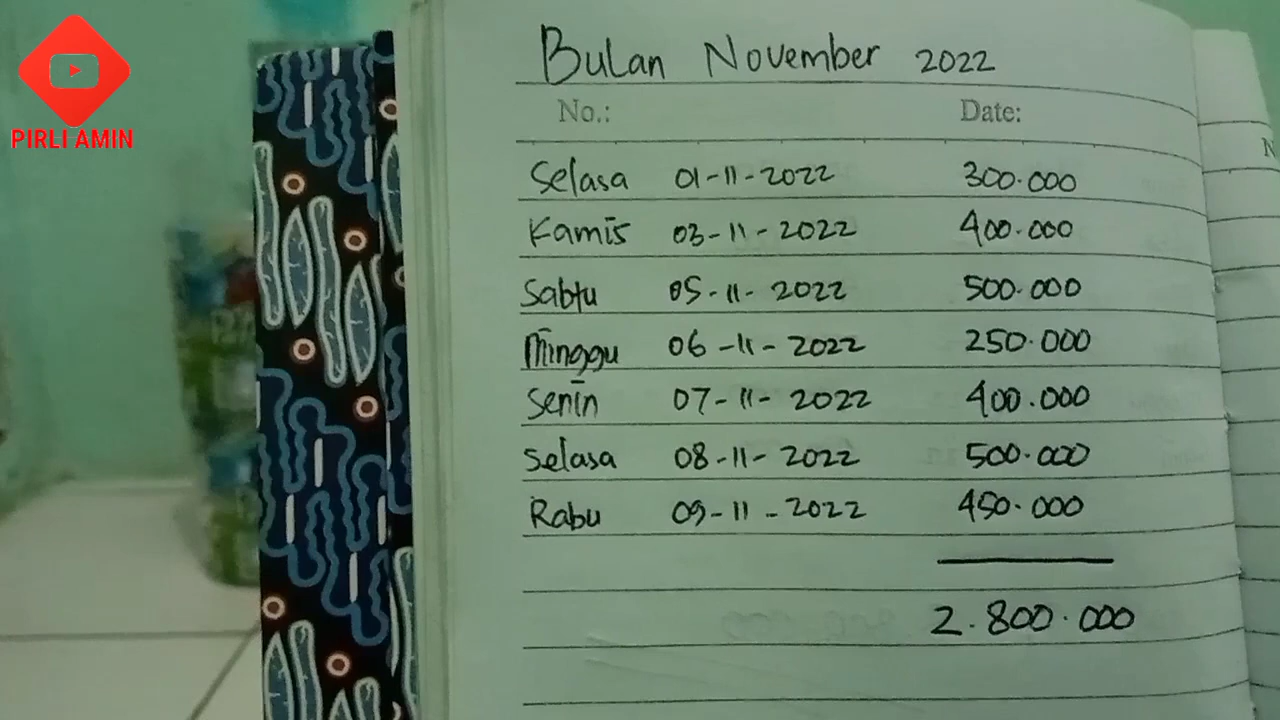 PIRLI AMIN
Bulan November 2022
No.: Date:
Selasa 01-11-2022 300.000
Kamis 03-11-2022 400.000
Sabtu 05-11-2022 500.000
Minggu 06-11-2022 250.000
Senin 07-11-2022 400.000
Selasa 08-11-2022 500.000
Rabu 09-11-2022 450.000
2.800.000